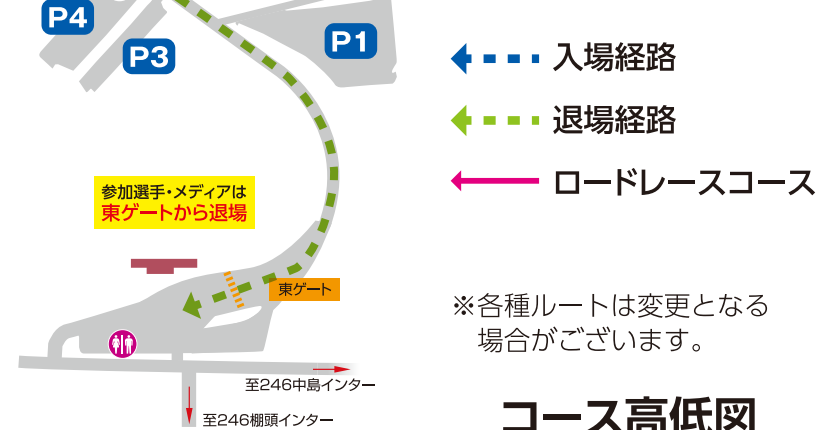 P4
P3
P1
入場経路
退場経路
ロードレースコース
参加選手・メディアは
東ゲートから退場
東ゲート
※各種ルートは変更となる
場合がございます。
至246中島インター
至246棚頭インター
コース高低図